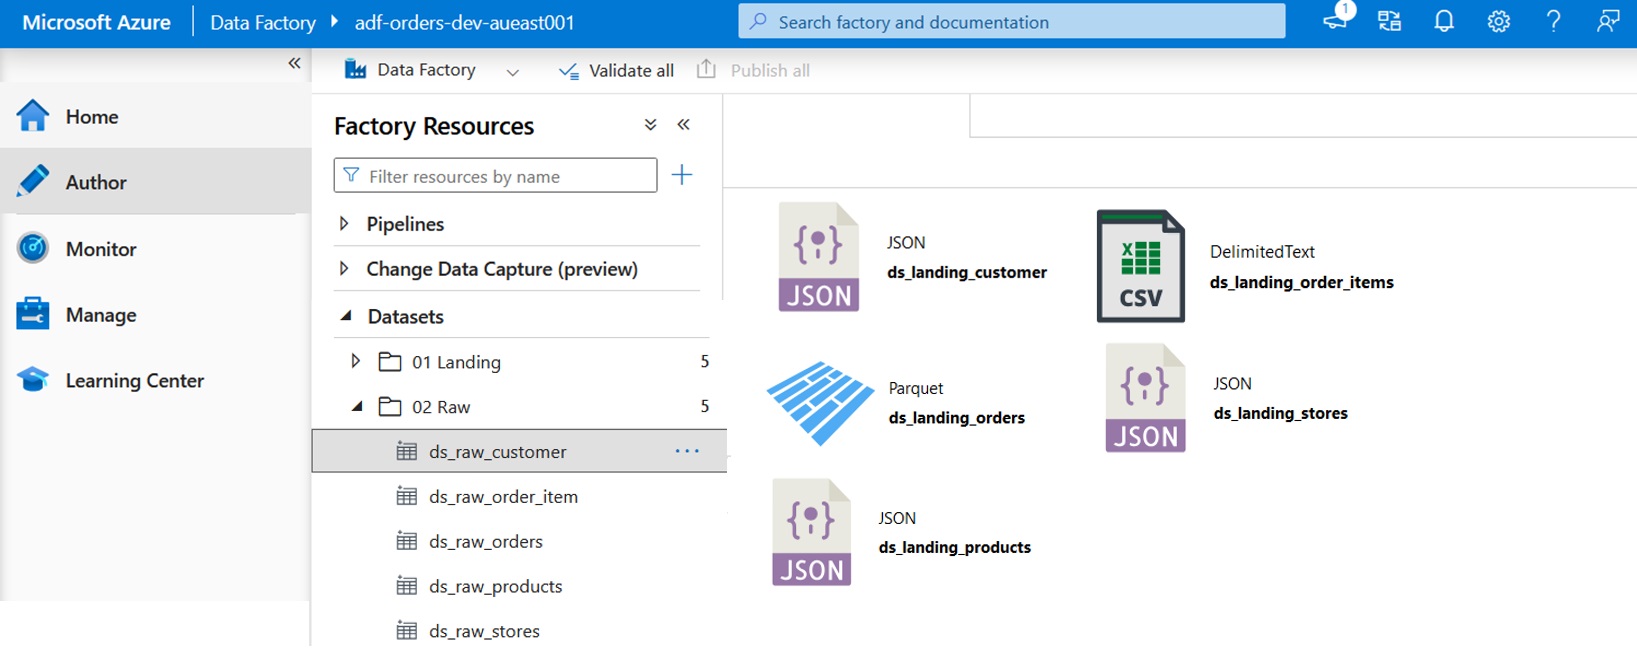 Microsoft Azure
Data Factory
adf-orders-dev-aueast001
Search factory and documentation
1
Data Factory
Validate all
Publish all
Home
Author
Monitor
Manage
Learning Center
Factory Resources
Filter resources by name
Pipelines
Change Data Capture (preview)
Datasets
01 Landing 5
02 Raw 5
ds_raw_customer
ds_raw_order_item
ds_raw_orders
ds_raw_products
ds_raw_stores
JSON
JSON
ds_landing_customer
CSV
DelimitedText
ds_landing_order_items
Parquet
ds_landing_orders
JSON
JSON
ds_landing_stores
JSON
JSON
ds_landing_products